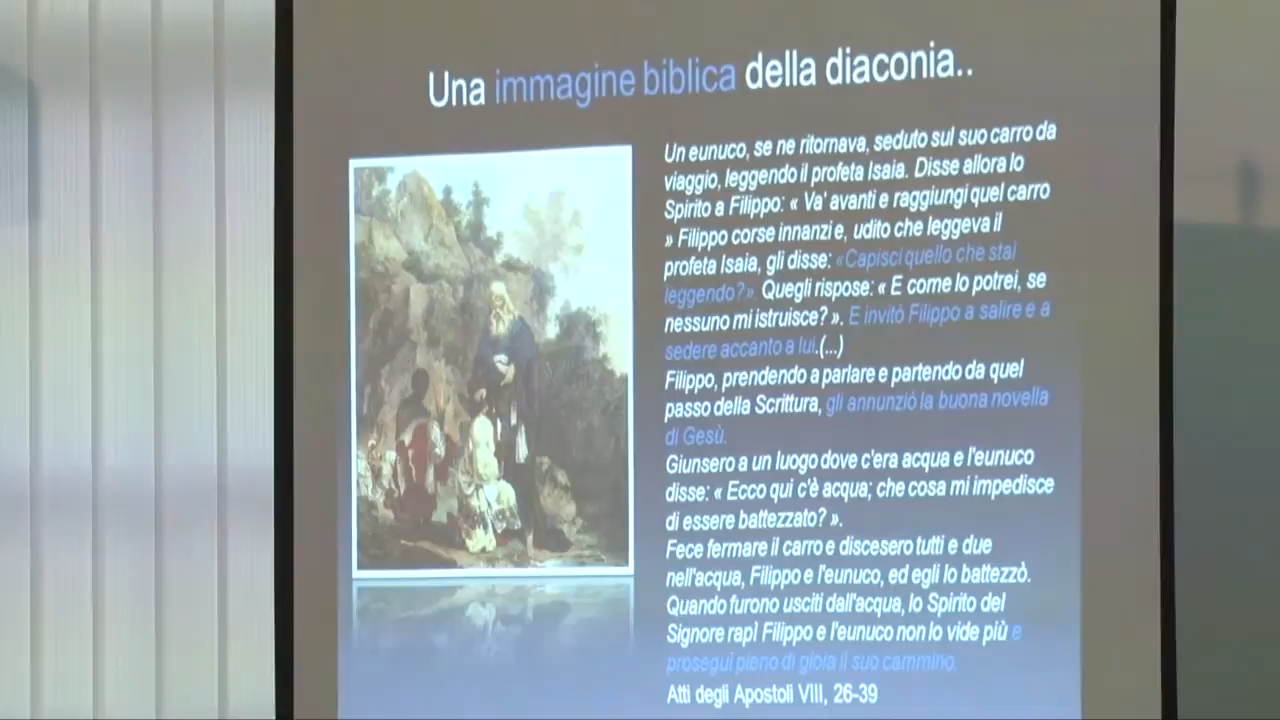 Una immagine biblica della diaconia..
Un eunuco, se ne ritornava, seduto sul suo carro da
viaggio, leggendo il profeta Isaia. Disse allora lo
Spirito a Filippo: « Va' avanti e raggiungi quel carro
» Filippo corse innanzi e, udito che leggeva il
profeta Isaia, gli disse: «Capisci quello che stai
leggendo?». Quegli rispose: « E come lo potrei, se
nessuno mi istruisce? ». E invitò Filippo a salire e a
sedere accanto a lui.(...)
Filippo, prendendo a parlare e partendo da quel
passo della Scrittura, gli annunziò la buona novella
di Gesù.
Giunsero a un luogo dove c'era acqua e l'eunuco
disse: « Ecco qui c'è acqua; che cosa mi impedisce
di essere battezzato? ».
Fece fermare il carro e discesero tutti e due
nell'acqua, Filippo e l'eunuco, ed egli lo battezzò.
Quando furono usciti dall'acqua, lo Spirito del
Signore rapì Filippo e l'eunuco non lo vide più e
proseguì pieno di gioia il suo cammino.
Atti degli Apostoli VIII, 26-39